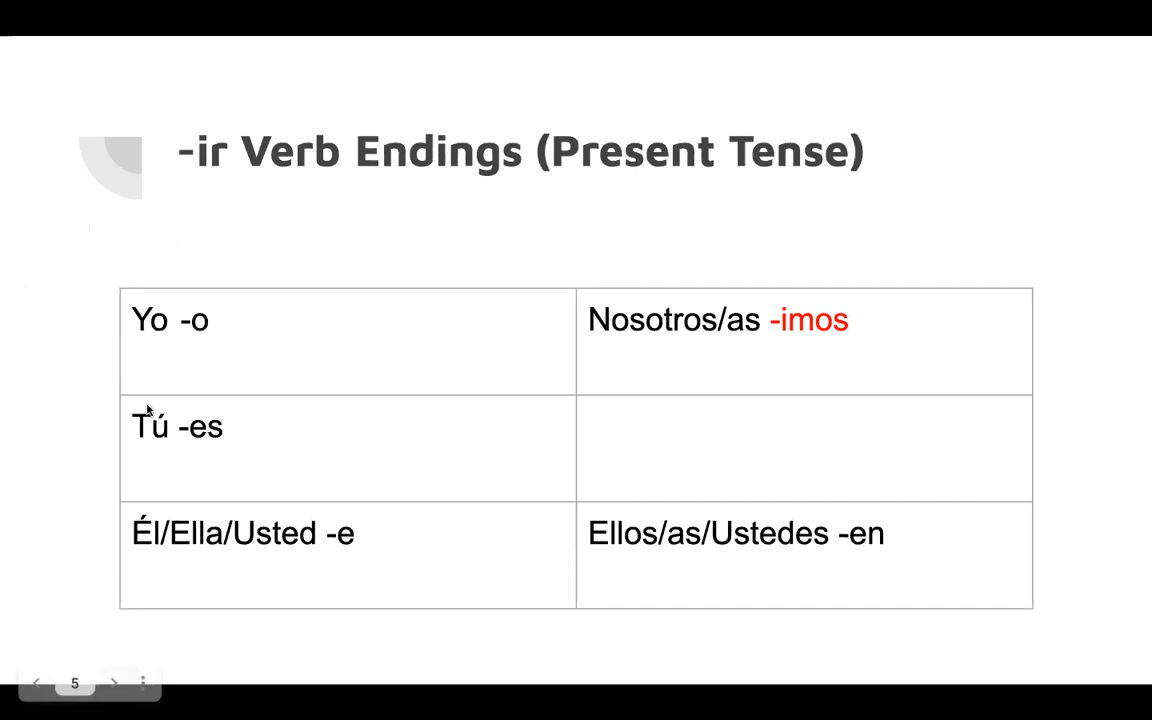 -ir Verb Endings (Present Tense)
Yo -o
Nosotros/as -imos
Tú -es
Él/Ella/Usted -e
Ellos/as/Ustedes -en
5